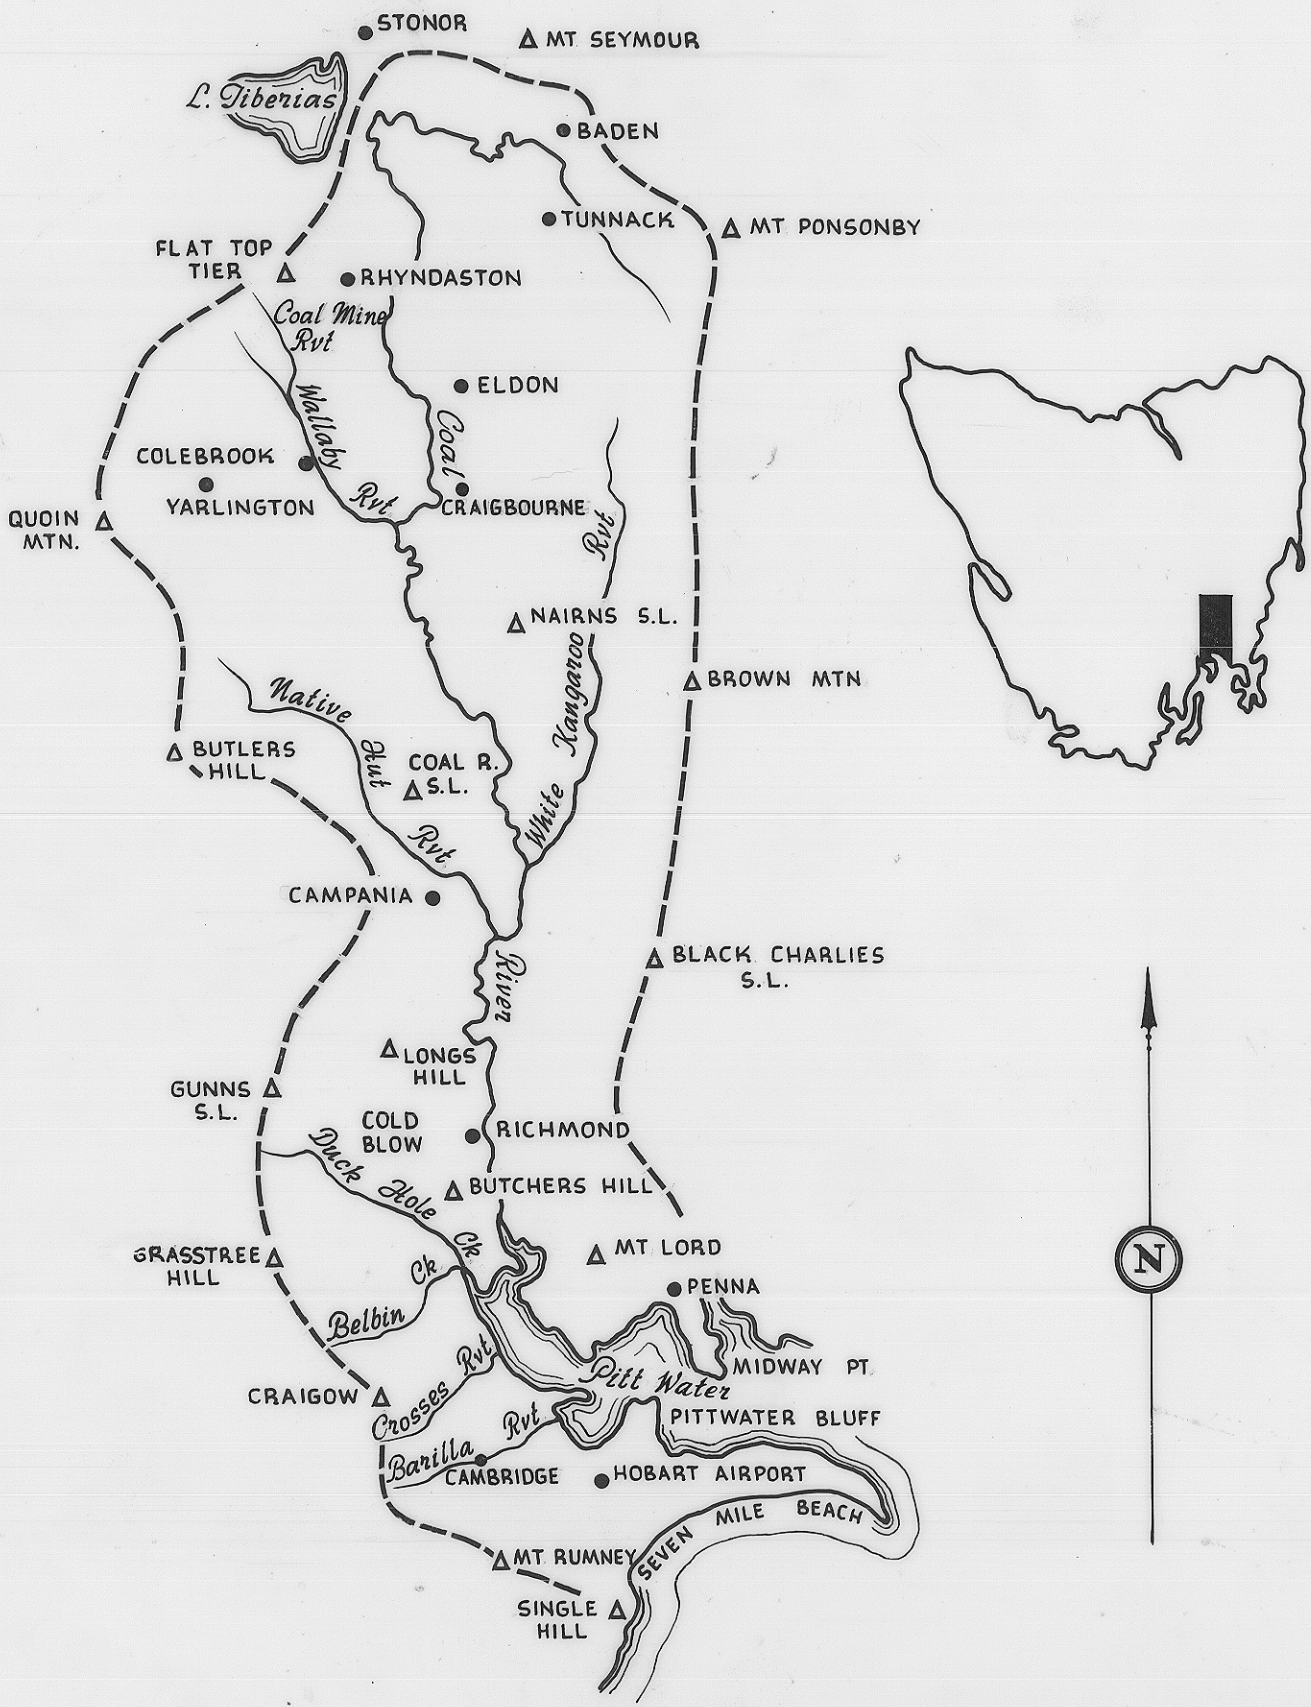 STONOR
MT SEYMOUR
L. Tiberias
BADEN
TUNNACK
MT PONSONBY
FLAT TOP
TIER
RHYNDASTON
Coal Mine
Rvt
ELDON
Wallaby
Rvt
Coal
COLEBROOK
YARLINGTON
CRAIGBOURNE
QUOIN
MTN.
Rvt
NAIRNS S.L.
Kangaroo
White
BROWN MTN
Native
Hut
Rvt
BUTLERS
HILL
COAL R.
S.L.
CAMPANIA
River
BLACK CHARLIES
S.L.
LONGS
HILL
GUNNS
S.L.
COLD
BLOW
RICHMOND
Duck Hole Ck
BUTCHERS HILL
GRASSTREE
HILL
MT LORD
Belbin Ck
PENNA
N
MIDWAY PT
Pitt Water
CRAIGOW
Crosses Rvt
PITTWATER BLUFF
Barilla Rvt
CAMBRIDGE
HOBART AIRPORT
SEVEN MILE BEACH
MT RUMNEY
SINGLE
HILL